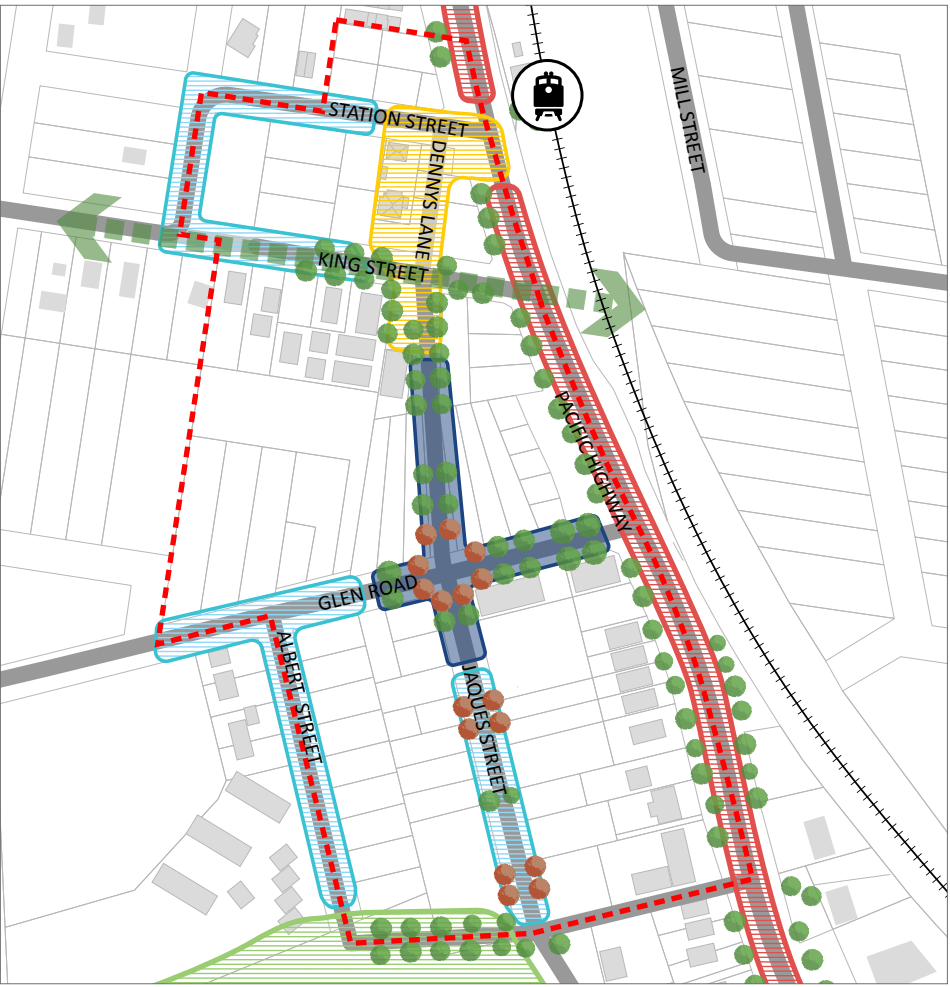 STATION STREET
MILL STREET
DENNYS LANE
KING STREET
PACIFIC HIGHWAY
GLEN ROAD
ALBERT STREET
JAQUES STREET